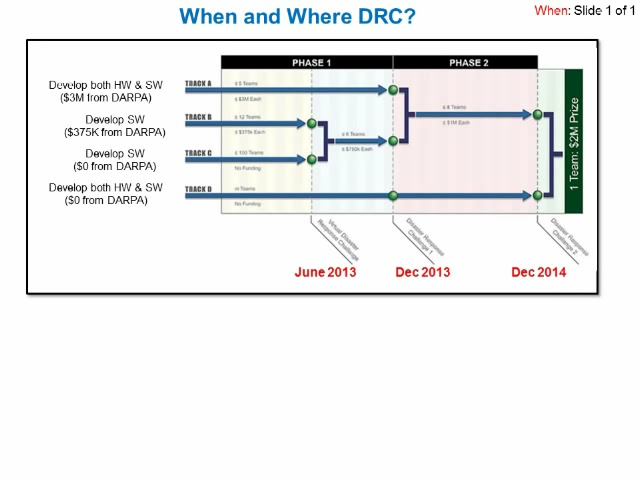 When and Where DRC?
When: Slide 1 of 1
PHASE 1
PHASE 2
Develop both HW & SW
($3M from DARPA)
TRACK A
≤ 5 Teams
≤ $3M Each
Develop SW
($375K from DARPA)
TRACK B
≤ 12 Teams
≤ $375k Each
≤ 6 Teams
≤ $750k Each
≤ 8 Teams
≤ $1M Each
Develop SW
($0 from DARPA)
TRACK C
≤ 100 Teams
No Funding
Develop both HW & SW
($0 from DARPA)
TRACK D
n Teams
No Funding
1 Team: $2M Prize
Virtual Disaster
Response Challenge
Disaster Response
Challenge 1
Disaster Response
Challenge 2
June 2013
Dec 2013
Dec 2014